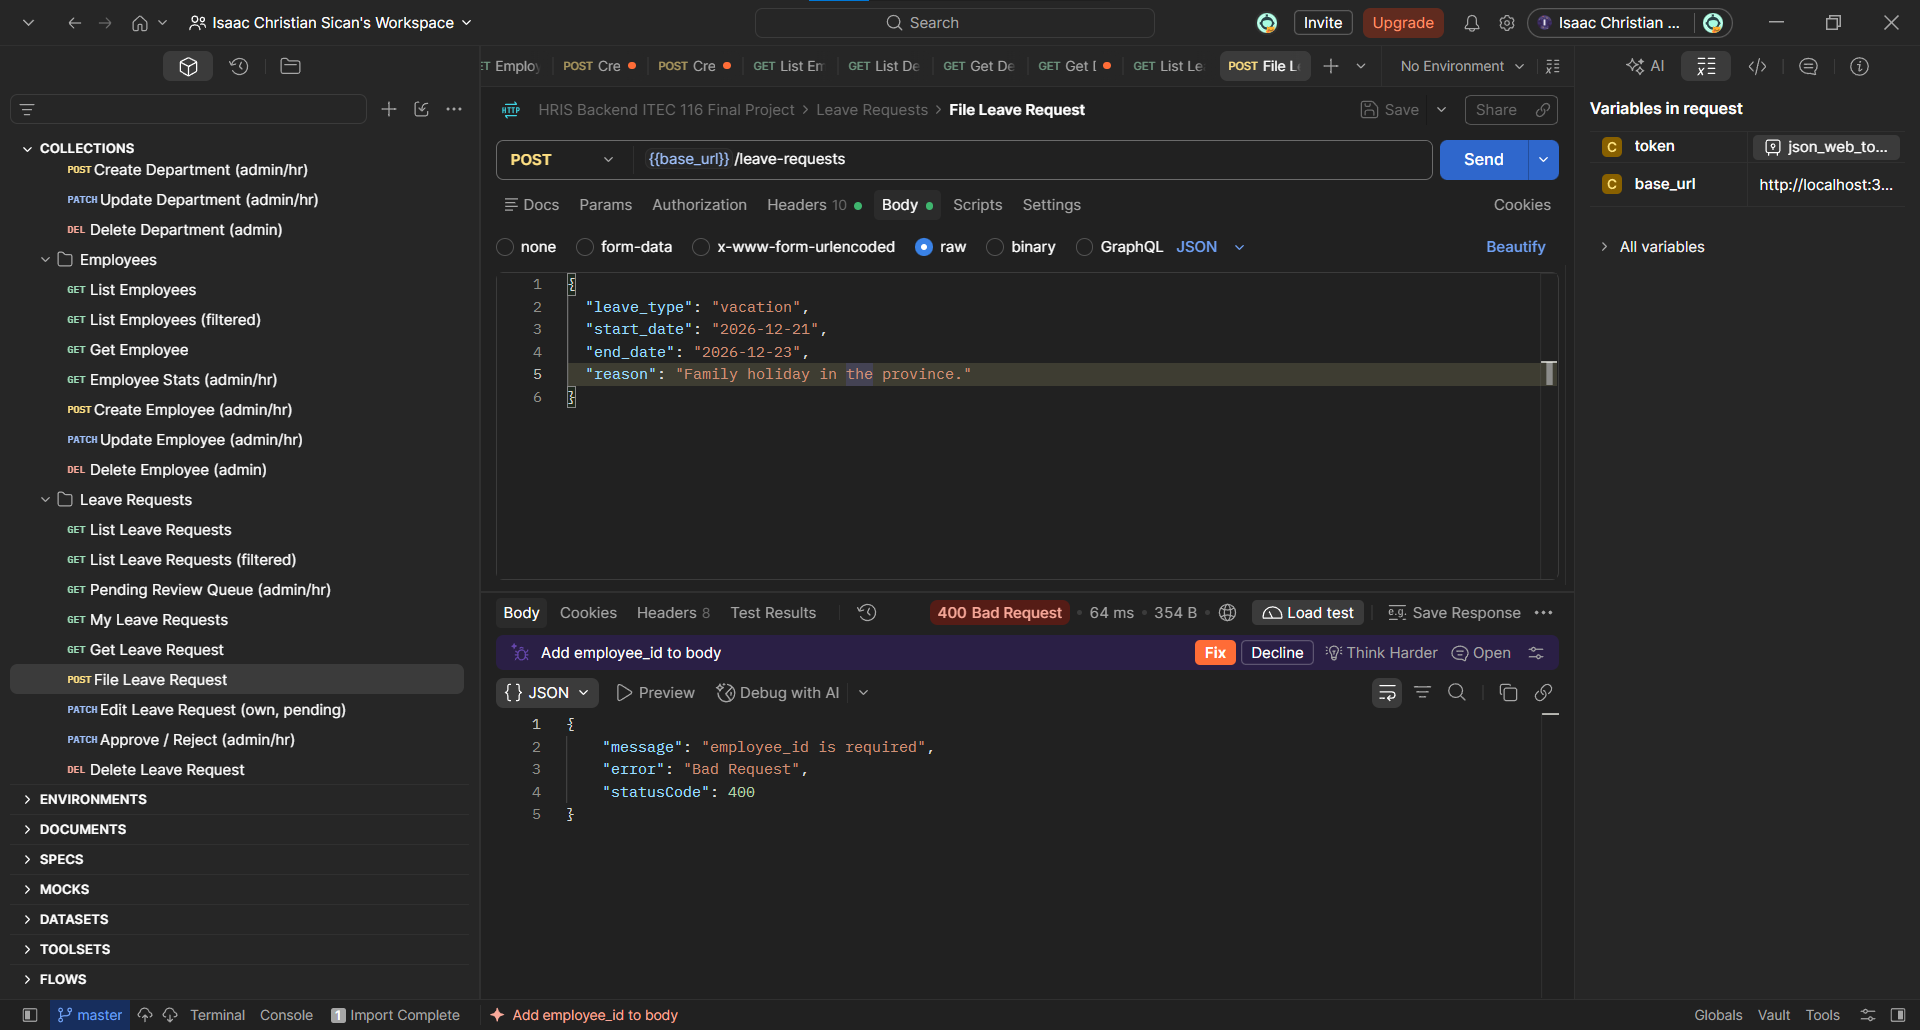 Isaac Christian Sican's Workspace
Search
Invite
Upgrade
Isaac Christian ...
COLLECTIONS
POST Create Department (admin/hr)
PATCH Update Department (admin/hr)
DEL Delete Department (admin)
Employees
GET List Employees
GET List Employees (filtered)
GET Get Employee
GET Employee Stats (admin/hr)
POST Create Employee (admin/hr)
PATCH Update Employee (admin/hr)
DEL Delete Employee (admin)
Leave Requests
GET List Leave Requests
GET List Leave Requests (filtered)
GET Pending Review Queue (admin/hr)
GET My Leave Requests
GET Get Leave Request
POST File Leave Request
PATCH Edit Leave Request (own, pending)
PATCH Approve / Reject (admin/hr)
DEL Delete Leave Request
ENVIRONMENTS
DOCUMENTS
SPECS
MOCKS
DATASETS
TOOLSETS
FLOWS
ET Employ POST Cre POST Cre GET List Em GET List De GET Get De GET Get D GET List Le POST File L No Environment
HTTP HRIS Backend ITEC 116 Final Project > Leave Requests > File Leave Request Save Share
POST {{base_url}} /leave-requests Send
Docs Params Authorization Headers 10 Body Scripts Settings Cookies
none form-data x-www-form-urlencoded raw binary GraphQL JSON Beautify
1 {
2 "leave_type": "vacation",
3 "start_date": "2026-12-21",
4 "end_date": "2026-12-23",
5 "reason": "Family holiday in the province."
6 }
Body Cookies Headers 8 Test Results 400 Bad Request 64 ms 354 B Load test e.g. Save Response
Add employee_id to body Fix Decline Think Harder Open
{} JSON Preview Debug with AI
1 {
2 "message": "employee_id is required",
3 "error": "Bad Request",
4 "statusCode": 400
5 }
AI
Variables in request
C token json_web_to...
C base_url http://localhost:3...
All variables
master Terminal Console 1 Import Complete Add employee_id to body Globals Vault Tools